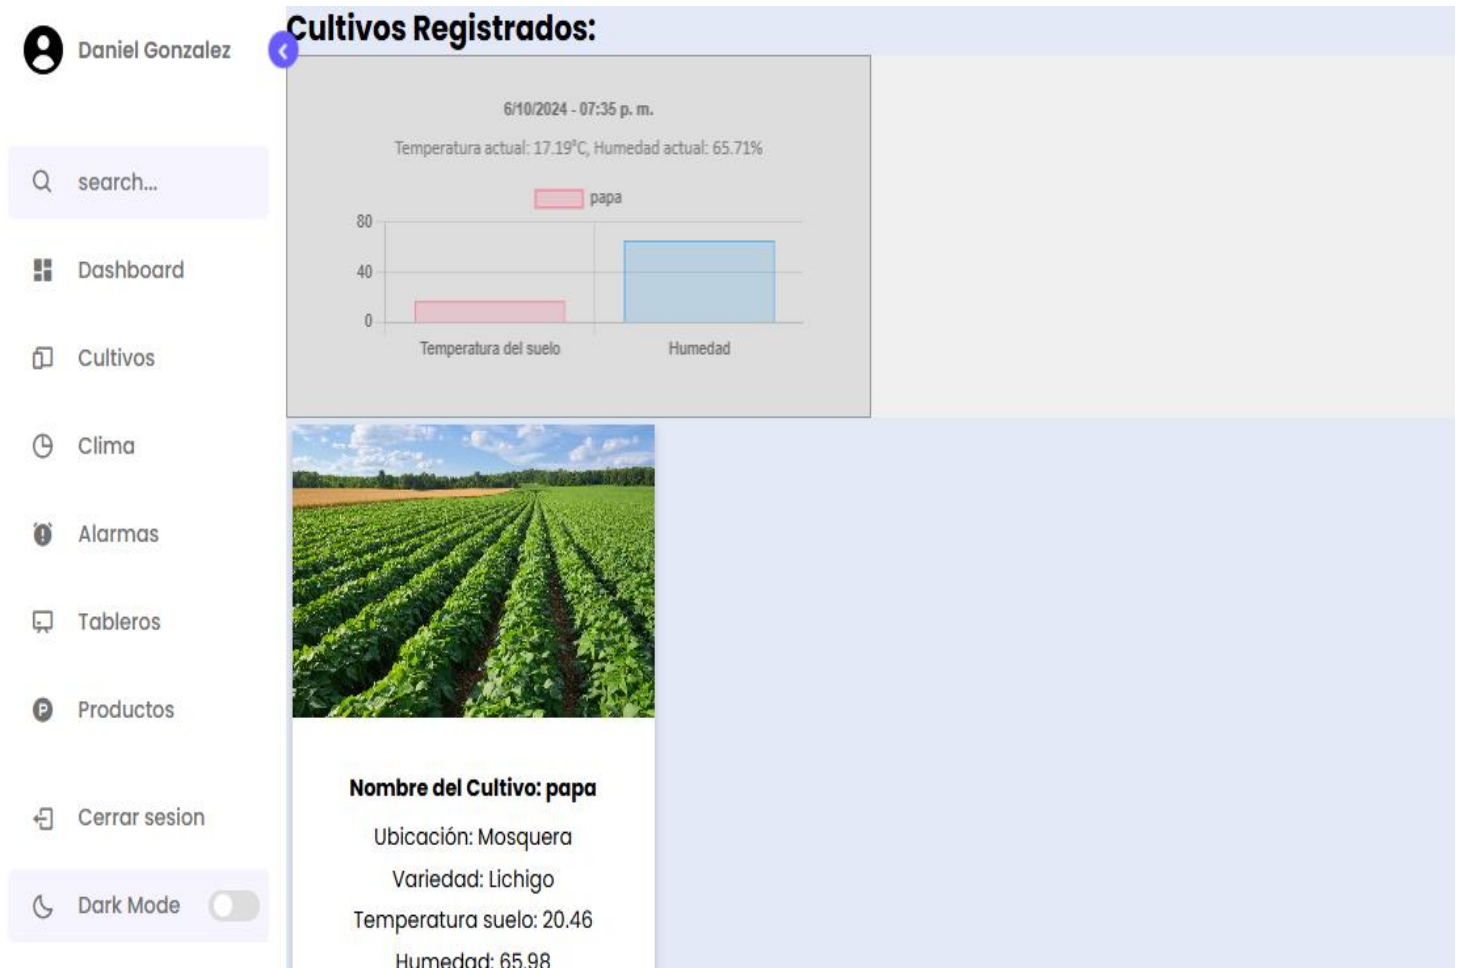 Daniel Gonzalez
search...
Dashboard
Cultivos
Clima
Alarmas
Tableros
Productos
Cerrar sesion
Dark Mode
Cultivos Registrados:
6/10/2024 - 07:35 p. m.
Temperatura actual: 17.19°C, Humedad actual: 65.71%
papa
80
40
0
Temperatura del suelo
Humedad
Nombre del Cultivo: papa
Ubicación: Mosquera
Variedad: Lichigo
Temperatura suelo: 20.46
Humedad: 65.98